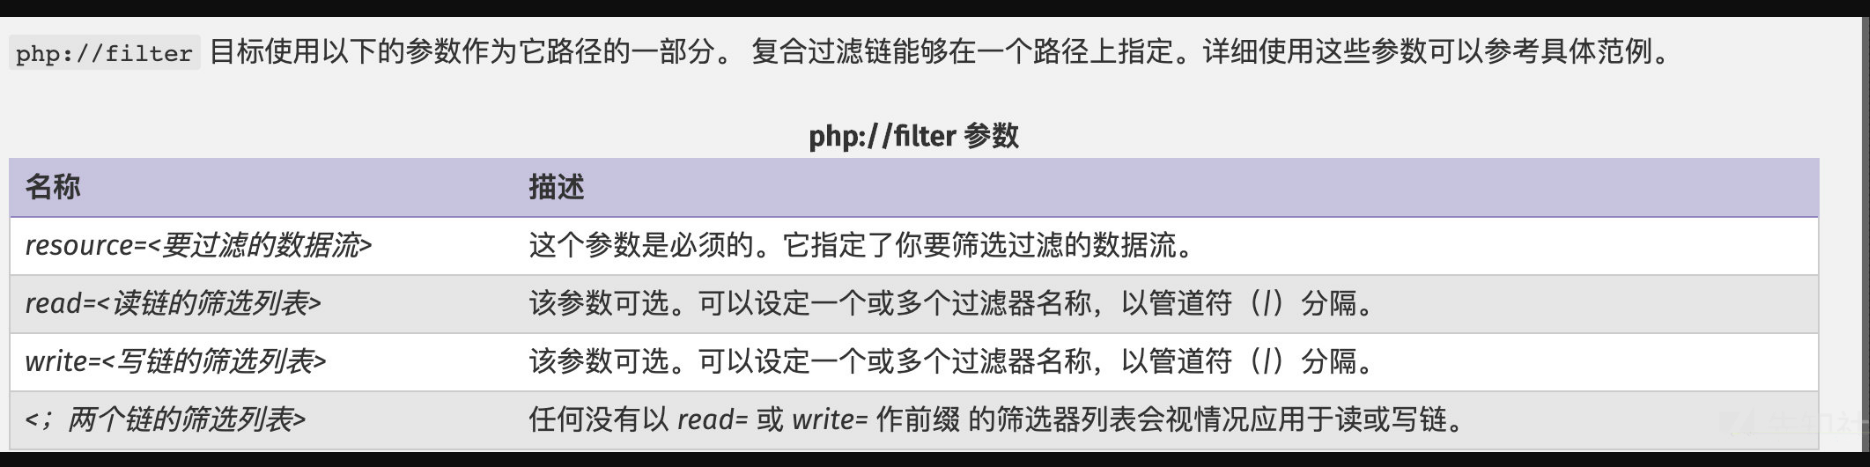 php://filter 目标使用以下的参数作为它路径的一部分。 复合过滤链能够在一个路径上指定。详细使用这些参数可以参考具体范例。
php://filter 参数
名称 描述
resource=<要过滤的数据流> 这个参数是必须的。它指定了你要筛选过滤的数据流。
read=<读链的筛选列表> 该参数可选。可以设定一个或多个过滤器名称，以管道符（|）分隔。
write=<写链的筛选列表> 该参数可选。可以设定一个或多个过滤器名称，以管道符（|）分隔。
<；两个链的筛选列表> 任何没有以 read= 或 write= 作前缀 的筛选器列表会视情况应用于读或写链。